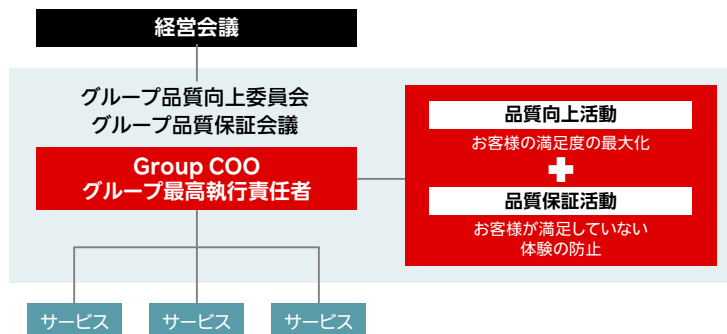 経営会議
グループ品質向上委員会
グループ品質保証会議
Group COO
グループ最高執行責任者
品質向上活動
お客様の満足度の最大化
品質保証活動
お客様が満足していない
体験の防止
サービス
サービス
サービス